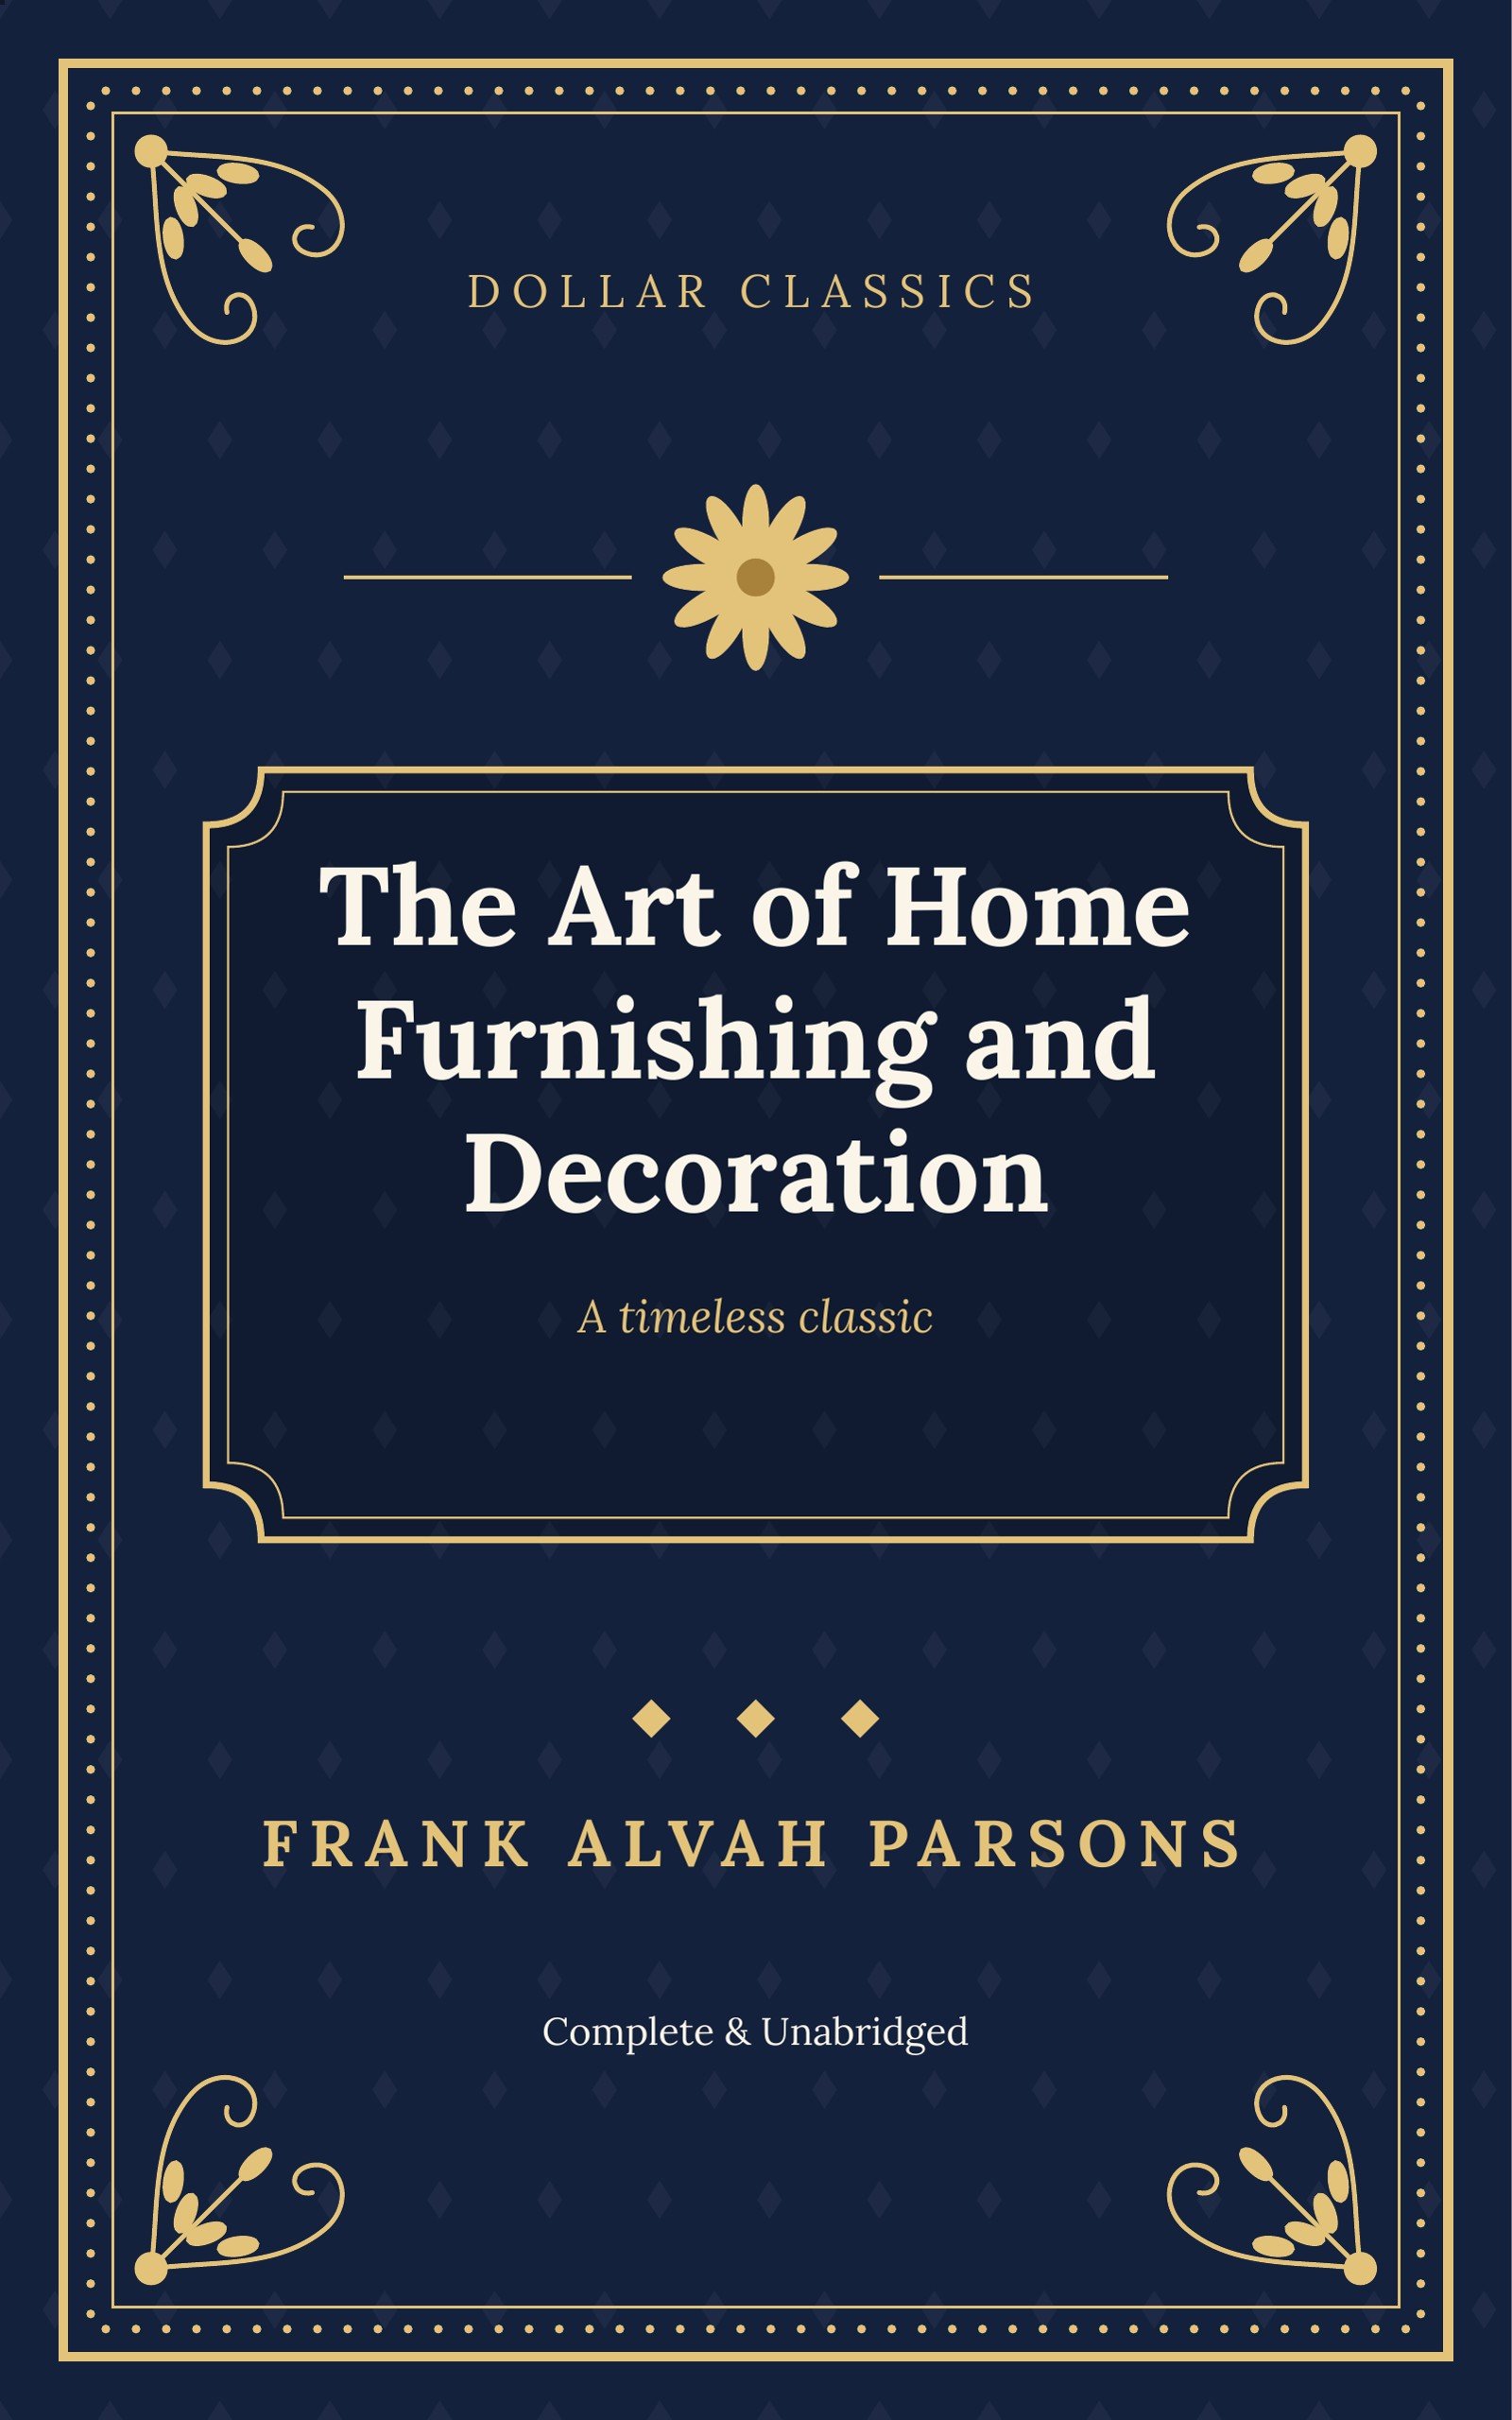 DOLLAR CLASSICS
The Art of Home
Furnishing and
Decoration
A timeless classic
FRANK ALVAH PARSONS
Complete & Unabridged